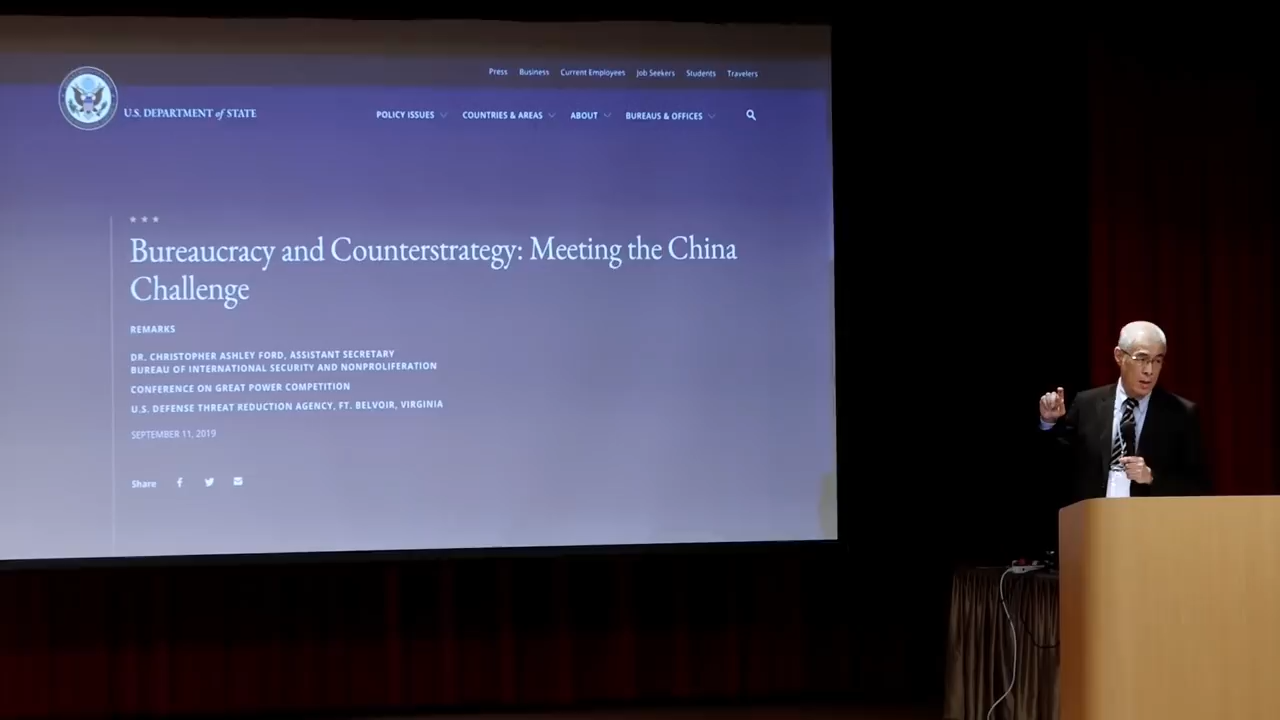 Press Business Current Employees Job Seekers Students Travelers
U.S. DEPARTMENT of STATE
POLICY ISSUES COUNTRIES & AREAS ABOUT BUREAUS & OFFICES
Bureaucracy and Counterstrategy: Meeting the China
Challenge
REMARKS
DR. CHRISTOPHER ASHLEY FORD, ASSISTANT SECRETARY
BUREAU OF INTERNATIONAL SECURITY AND NONPROLIFERATION
CONFERENCE ON GREAT POWER COMPETITION
U.S. DEFENSE THREAT REDUCTION AGENCY, FT. BELVOIR, VIRGINIA
SEPTEMBER 11, 2019
Share